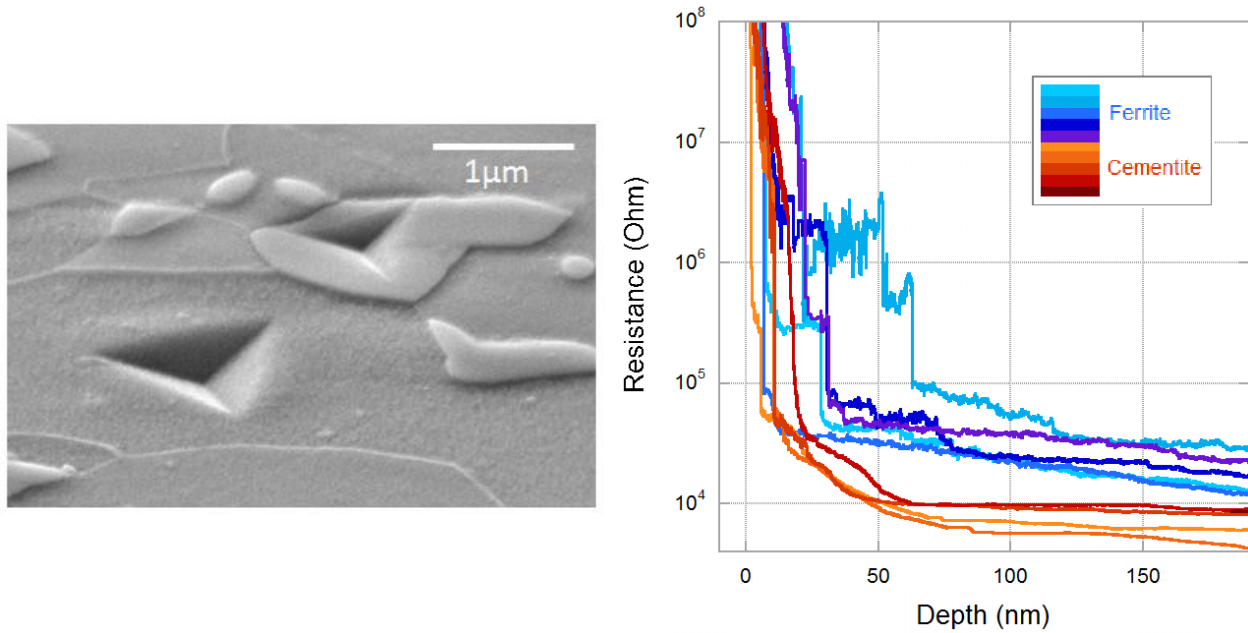 1µm
Resistance (Ohm)
10⁸
10⁷
10⁶
10⁵
10⁴
Ferrite
Cementite
0
50
100
150
Depth (nm)